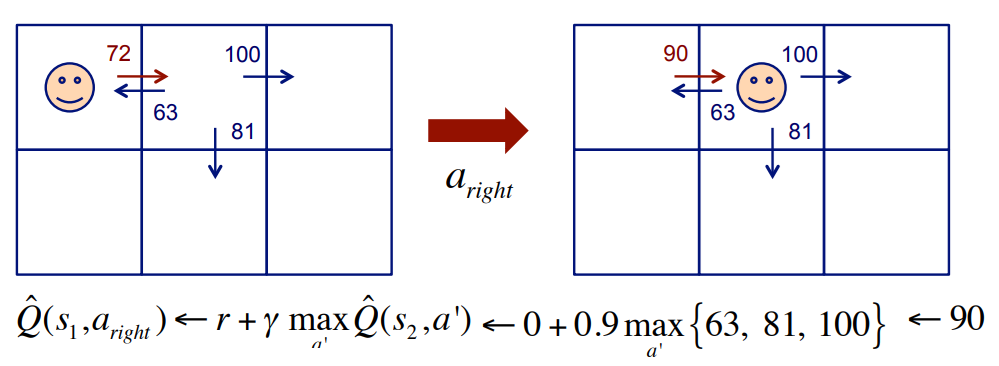 72 100 90 100
63 63
81 81
a_right
Q̂(s₁,a_right) ← r + γ max_a' Q̂(s₂,a') ← 0 + 0.9 max_a' {63, 81, 100} ← 90